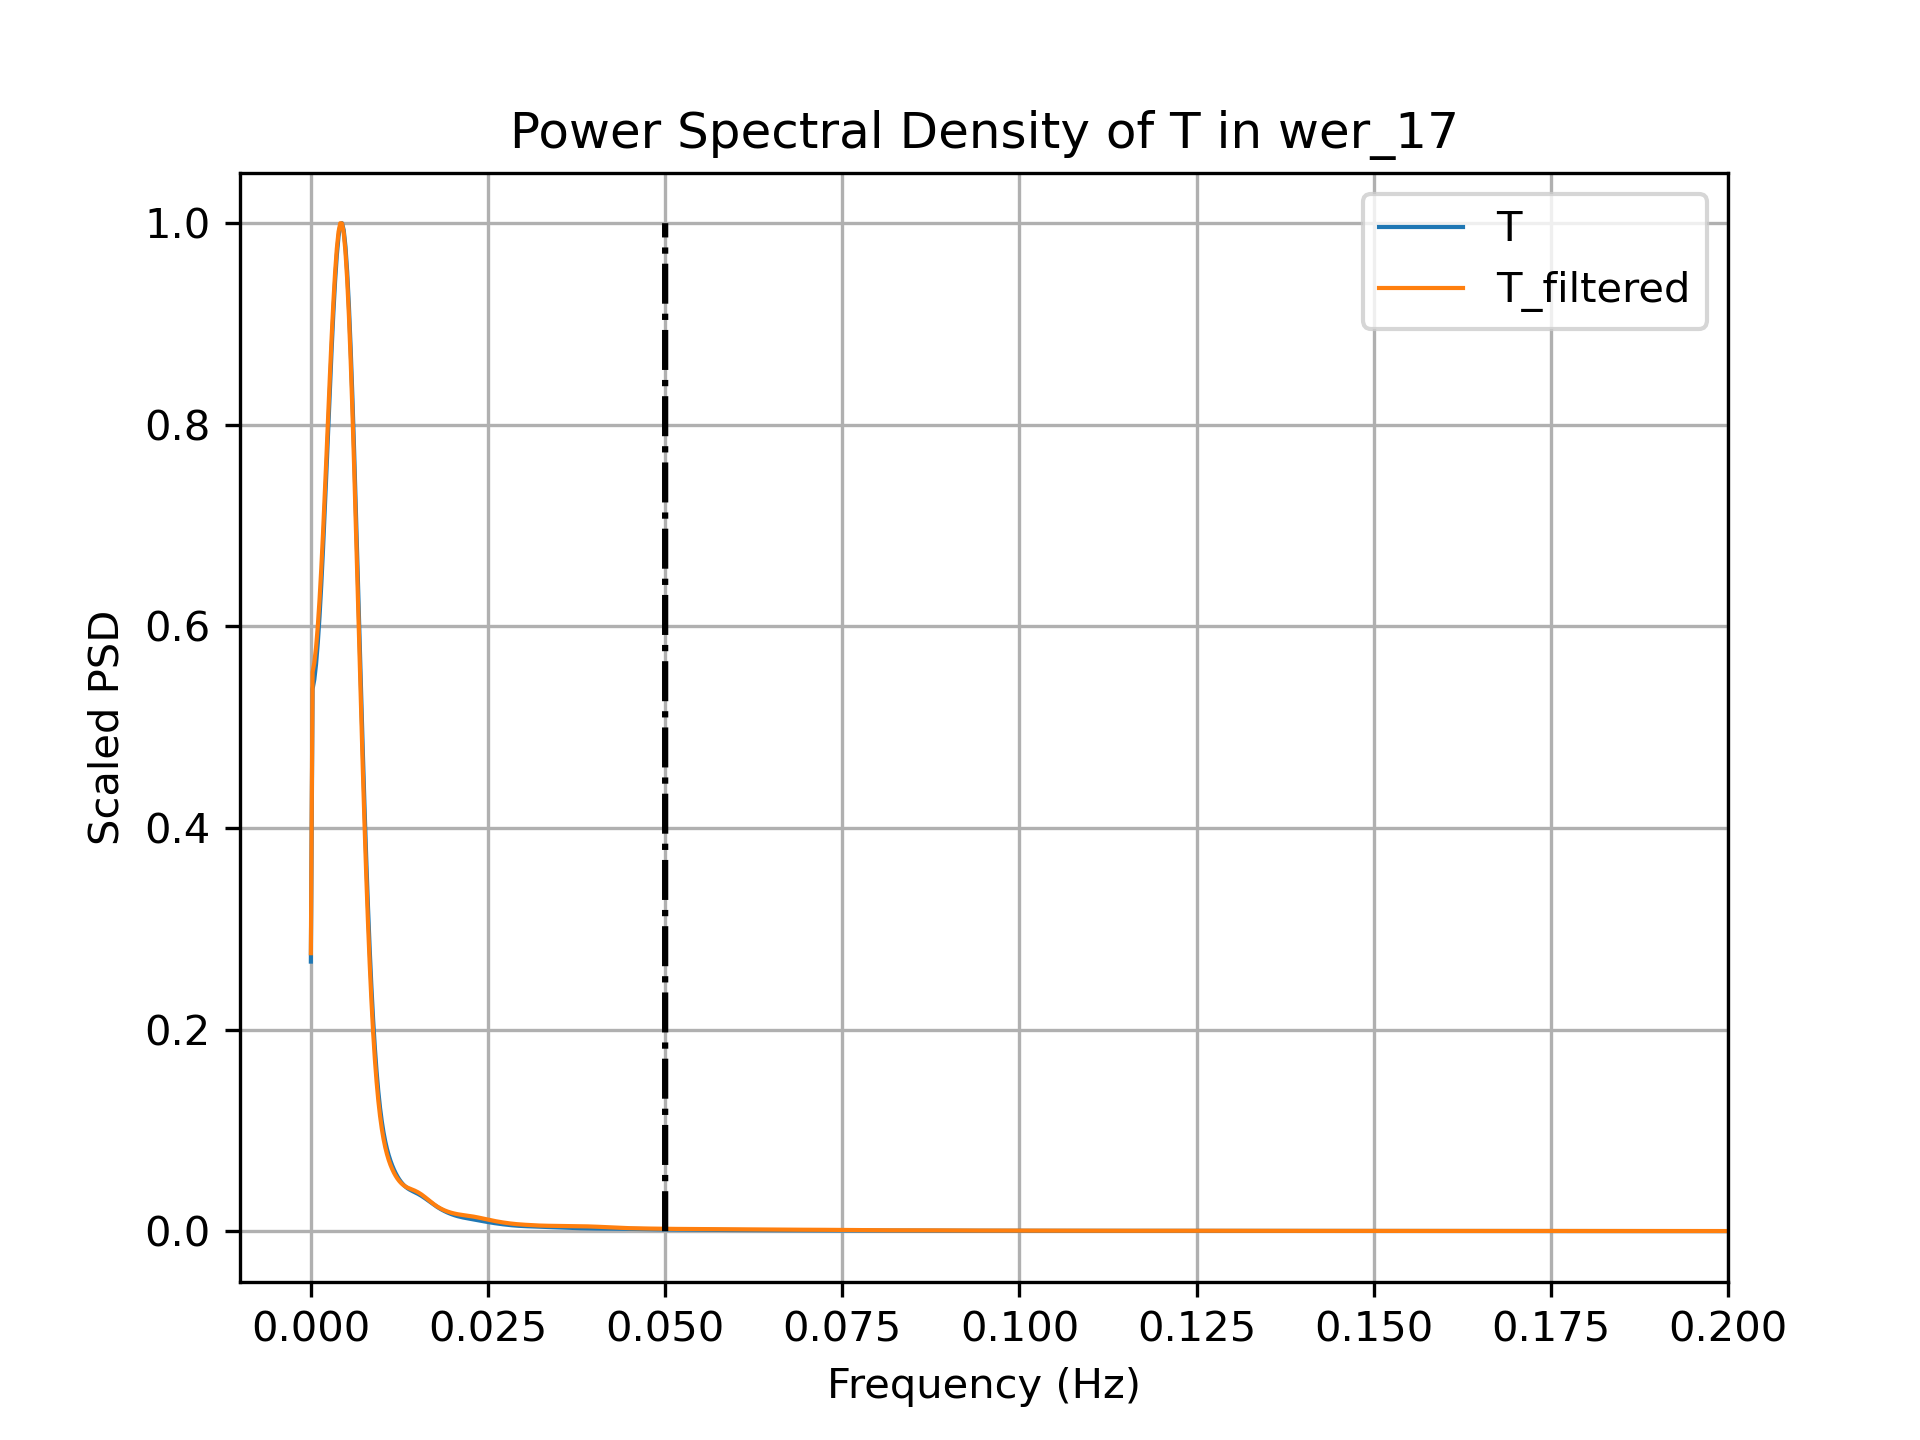 Power Spectral Density of T in wer_17
T
T_filtered
Scaled PSD
1.0
0.8
0.6
0.4
0.2
0.0
0.000 0.025 0.050 0.075 0.100 0.125 0.150 0.175 0.200
Frequency (Hz)